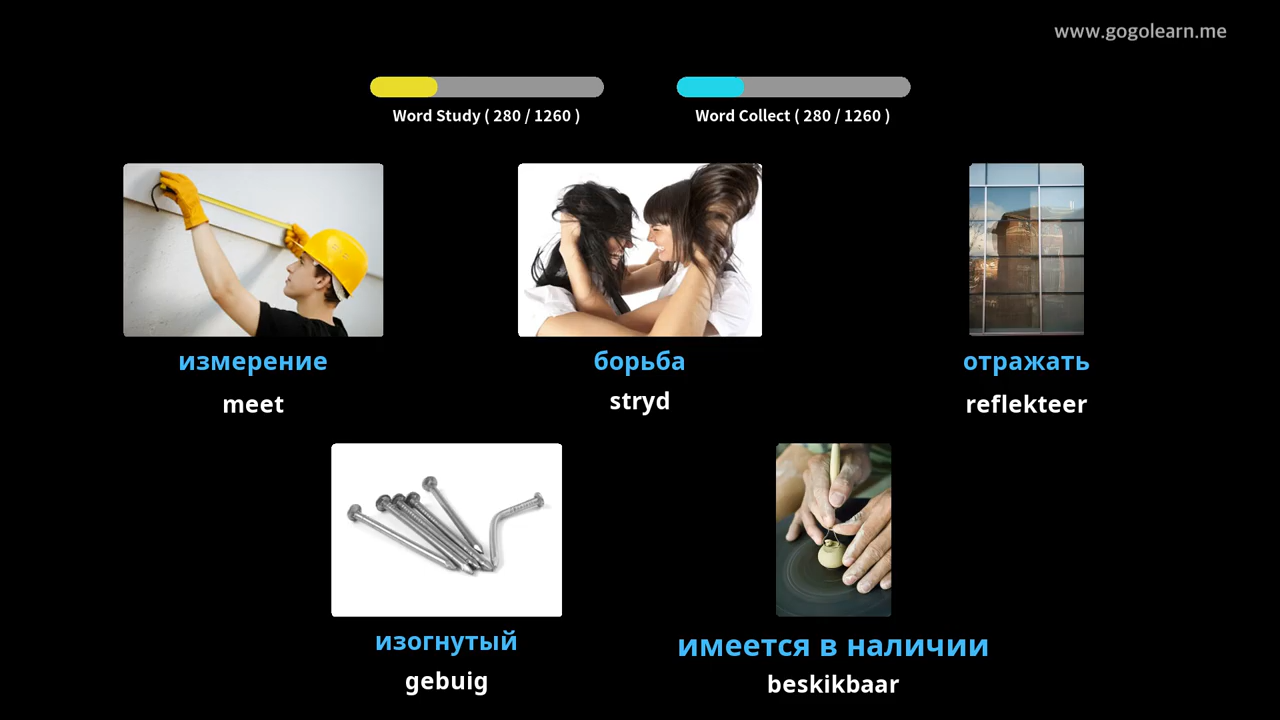 www.gogolearn.me
Word Study ( 280 / 1260 )
Word Collect ( 280 / 1260 )
измерение
meet
борьба
stryd
отражать
reflekteer
изогнутый
gebuig
имеется в наличии
beskikbaar